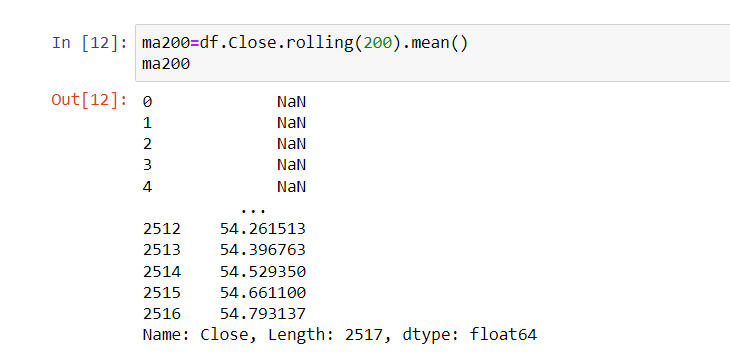 In [12]: ma200=df.Close.rolling(200).mean()
ma200
Out[12]: 0 NaN
1 NaN
2 NaN
3 NaN
4 NaN
...
2512 54.261513
2513 54.396763
2514 54.529350
2515 54.661100
2516 54.793137
Name: Close, Length: 2517, dtype: float64